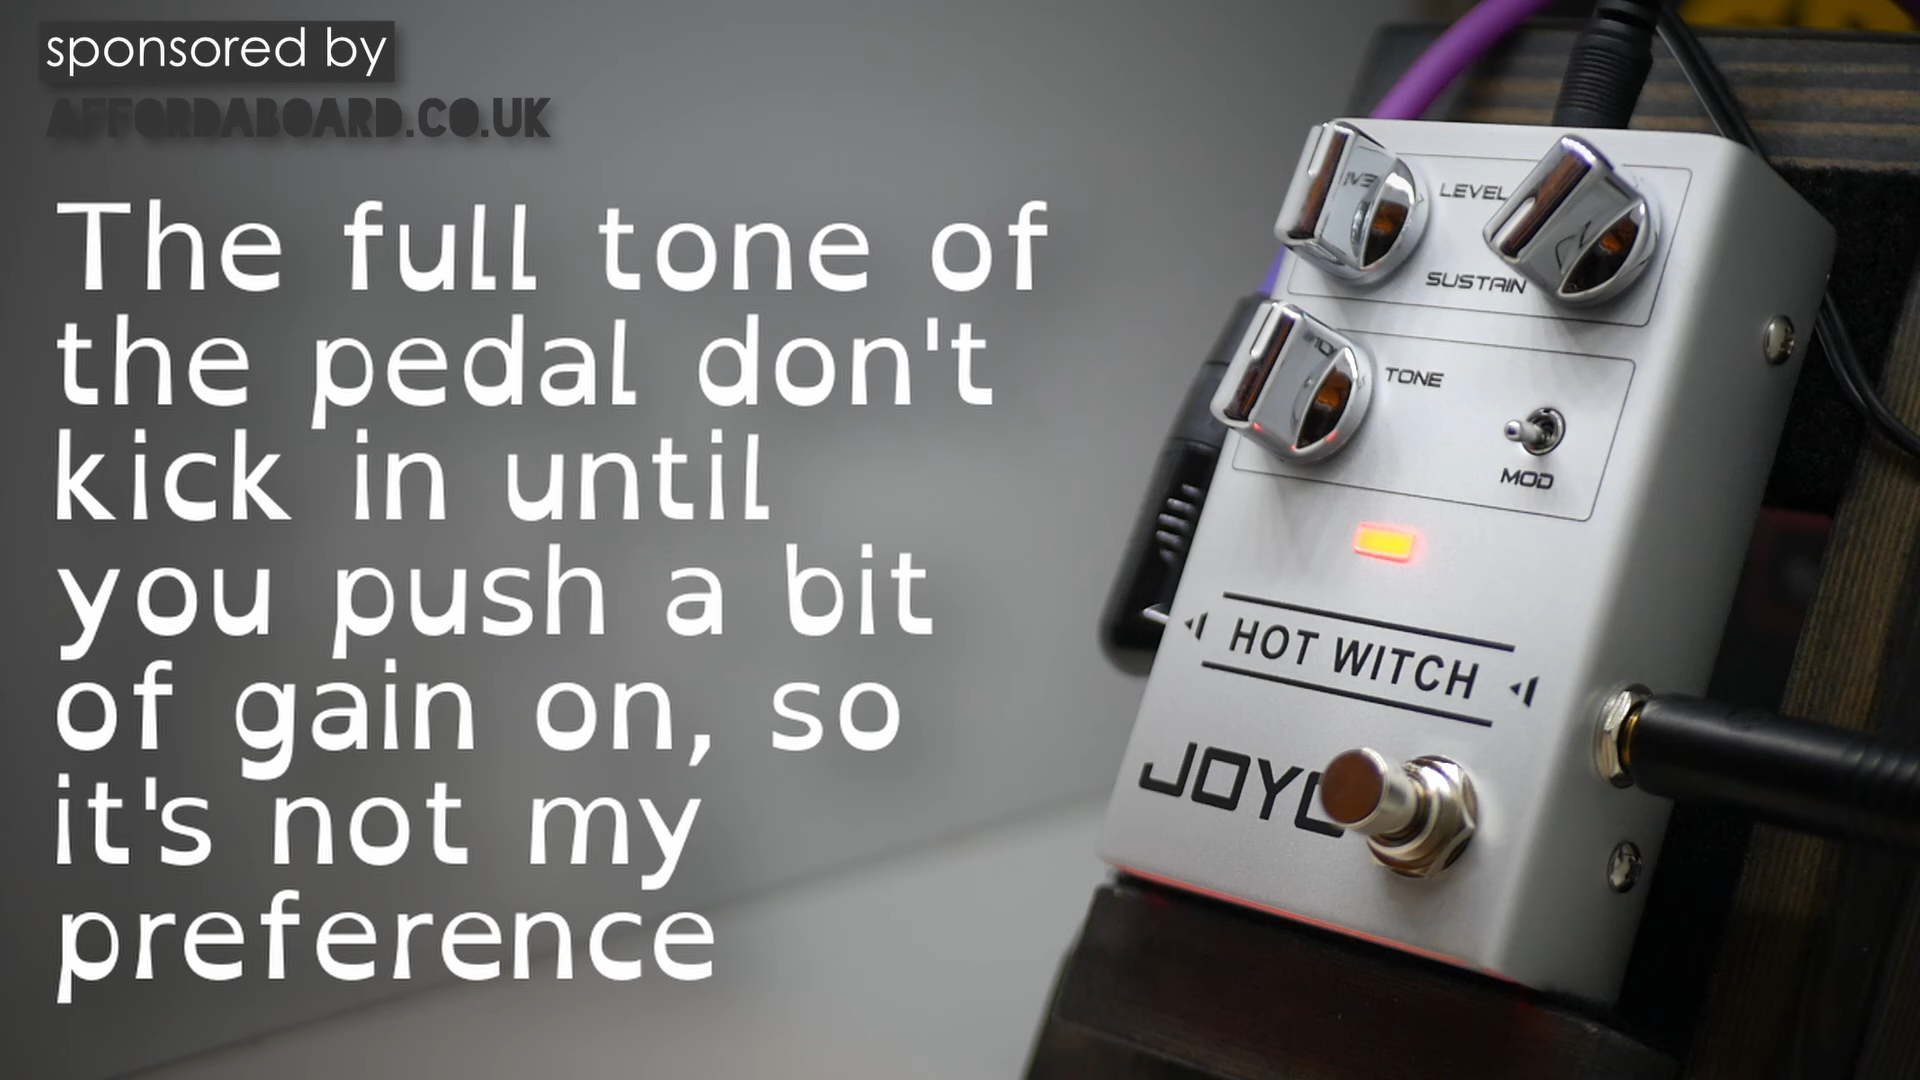 sponsored by
AFFORDABOARD.CO.UK
The full tone of
the pedal don't
kick in until
you push a bit
of gain on, so
it's not my
preference
LEVEL
SUSTAIN
TONE
MOD
HOT WITCH
JOYO